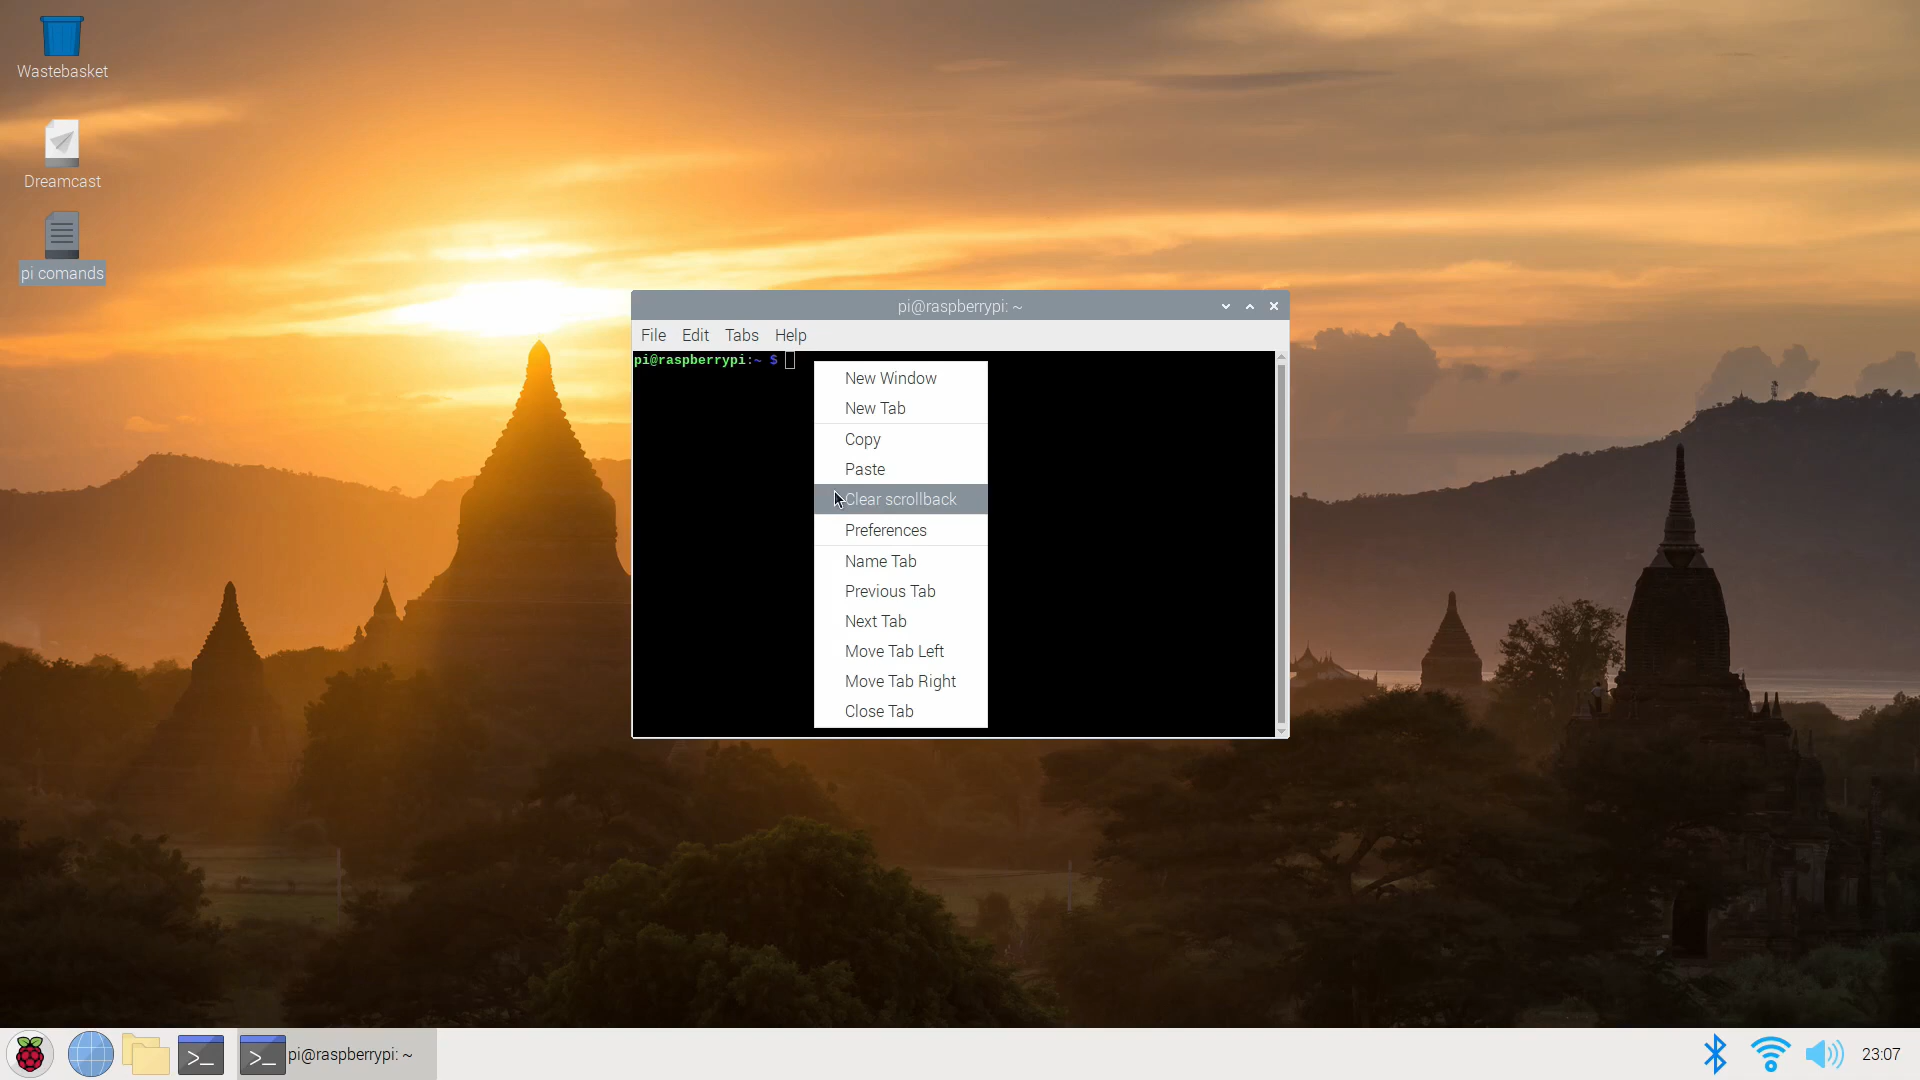 Wastebasket
Dreamcast
pi comands
pi@raspberrypi: ~
File Edit Tabs Help
pi@raspberrypi:~ $
New Window
New Tab
Copy
Paste
Clear scrollback
Preferences
Name Tab
Previous Tab
Next Tab
Move Tab Left
Move Tab Right
Close Tab
>_ >_ pi@raspberrypi: ~ 23:07